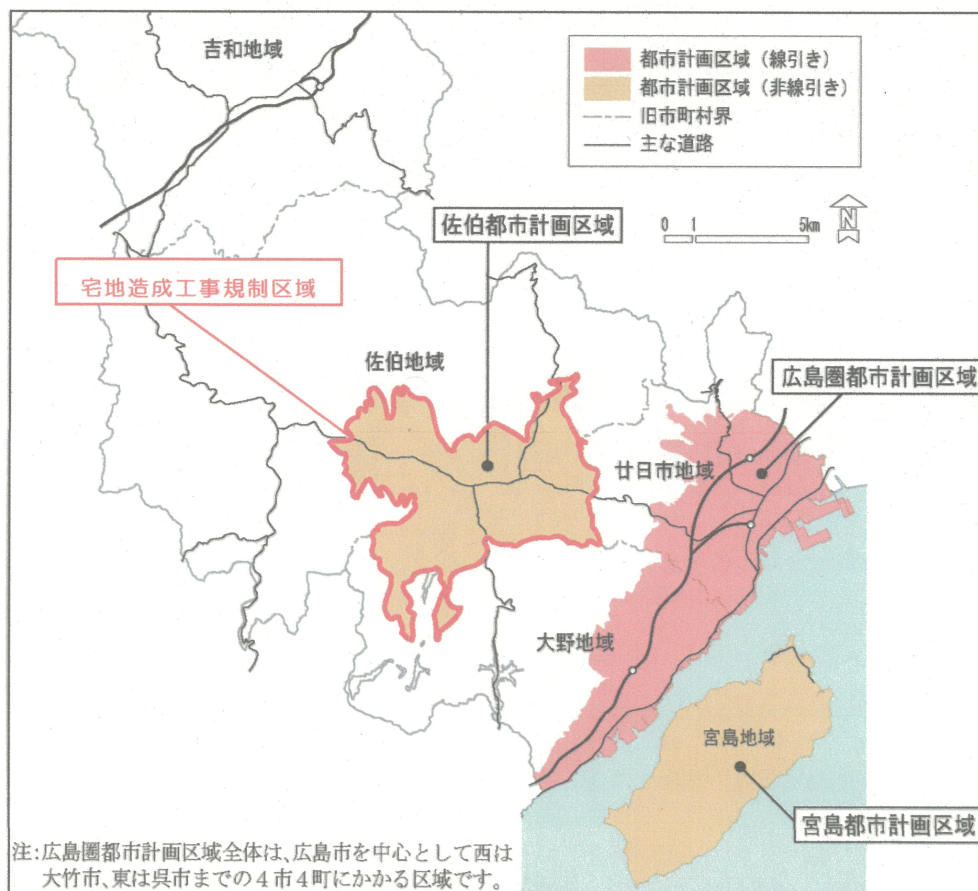 吉和地域
都市計画区域（線引き）
都市計画区域（非線引き）
旧市町村界
主な道路
佐伯都市計画区域
0 1 5km
N
宅地造成工事規制区域
佐伯地域
広島圏都市計画区域
廿日市地域
大野地域
宮島地域
宮島都市計画区域
注:広島圏都市計画区域全体は、広島市を中心として西は
大竹市、東は呉市までの4市4町にかかる区域です。